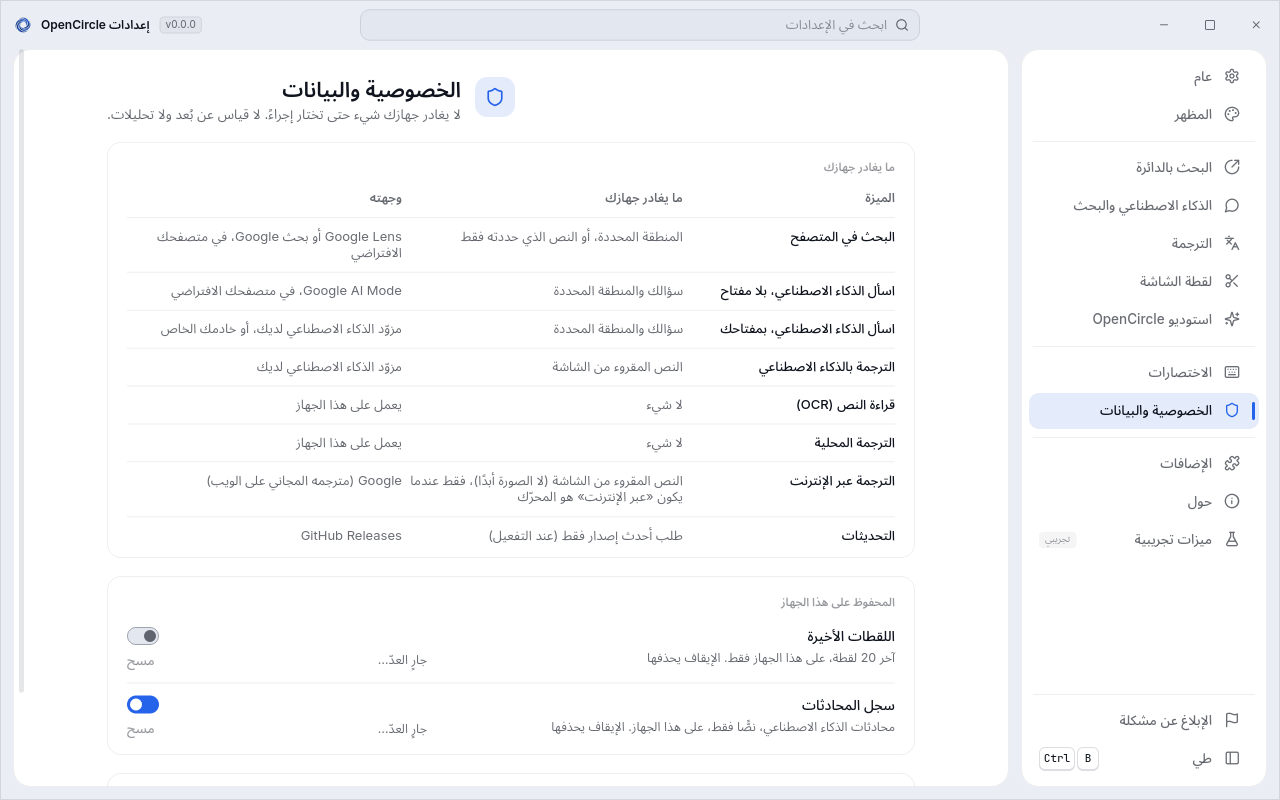 إعدادات OpenCircle
v0.0.0
ابحث في الإعدادات
عام
المظهر
البحث بالدائرة
الذكاء الاصطناعي والبحث
الترجمة
لقطة الشاشة
استوديو OpenCircle
الاختصارات
الخصوصية والبيانات
الإضافات
حول
ميزات تجريبية
تجريبي
الإبلاغ عن مشكلة
طي
Ctrl B
الخصوصية والبيانات
لا يغادر جهازك شيء حتى تختار إجراءً. لا قياس عن بُعد ولا تحليلات.
ما يغادر جهازك
الميزة ما يغادر جهازك وجهته
البحث في المتصفح المنطقة المحددة، أو النص الذي حددته فقط Google Lens أو بحث Google، في متصفحك
الافتراضي
اسأل الذكاء الاصطناعي، بلا مفتاح سؤالك والمنطقة المحددة Google AI Mode، في متصفحك الافتراضي
اسأل الذكاء الاصطناعي، بمفتاحك سؤالك والمنطقة المحددة مزوّد الذكاء الاصطناعي لديك، أو خادمك الخاص
الترجمة بالذكاء الاصطناعي النص المقروء من الشاشة مزوّد الذكاء الاصطناعي لديك
قراءة النص (OCR) لا شيء يعمل على هذا الجهاز
الترجمة المحلية لا شيء يعمل على هذا الجهاز
الترجمة عبر الإنترنت النص المقروء من الشاشة (لا الصورة أبدًا)، فقط عندما Google (مترجمه المجاني على الويب)
يكون «عبر الإنترنت» هو المحرّك
التحديثات طلب أحدث إصدار فقط (عند التفعيل) GitHub Releases
المحفوظ على هذا الجهاز
اللقطات الأخيرة
آخر 20 لقطة، على هذا الجهاز فقط. الإيقاف يحذفها جارٍ العدّ... مسح
سجل المحادثات
محادثات الذكاء الاصطناعي، نصًّا فقط، على هذا الجهاز. الإيقاف يحذفها جارٍ العدّ... مسح